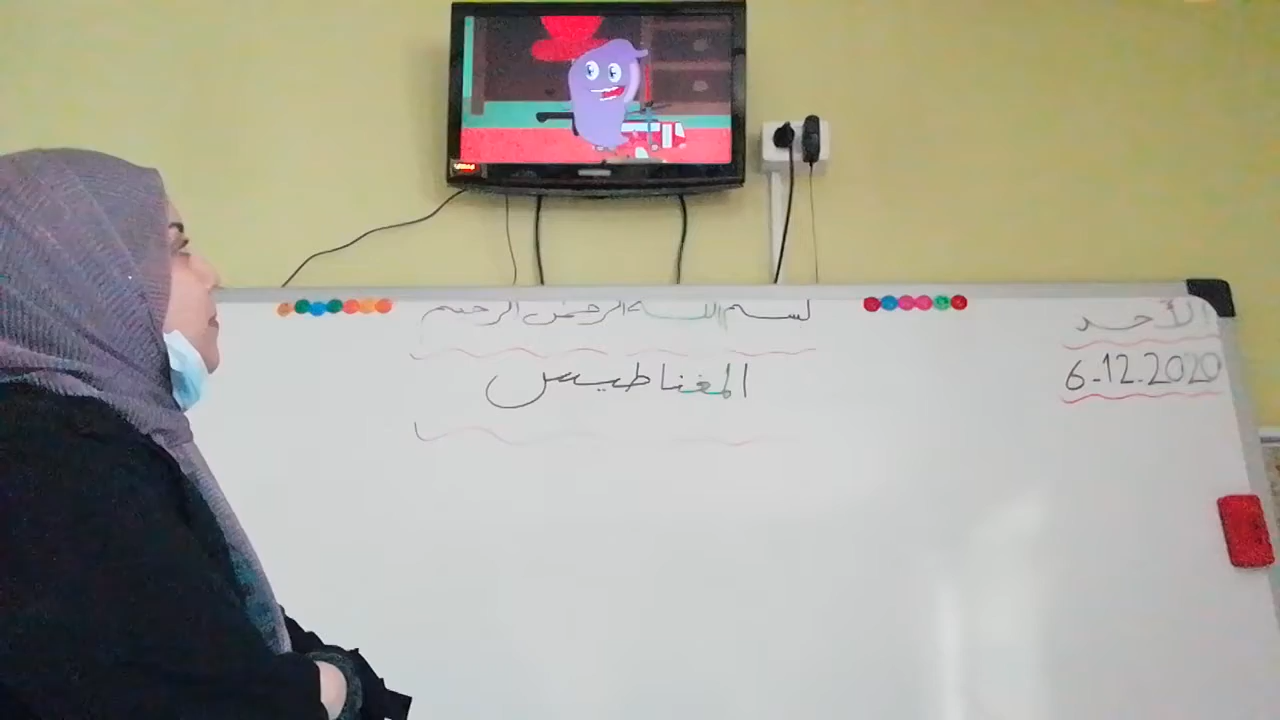 بسم الله الرحمن الرحيم
الأحد
6.12.2020
المغناطيس